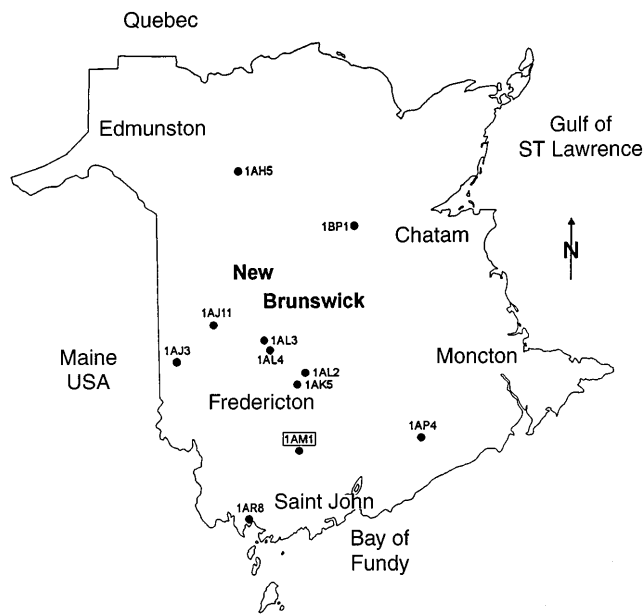 Quebec
Edmunston
Gulf of
ST Lawrence
1AH5
1BP1
Chatam
N
New
Brunswick
1AJ11
1AL3
1AL4
1AJ3
Maine
USA
Moncton
1AL2
1AK5
Fredericton
1AP4
1AM1
Saint John
1AR8
Bay of
Fundy